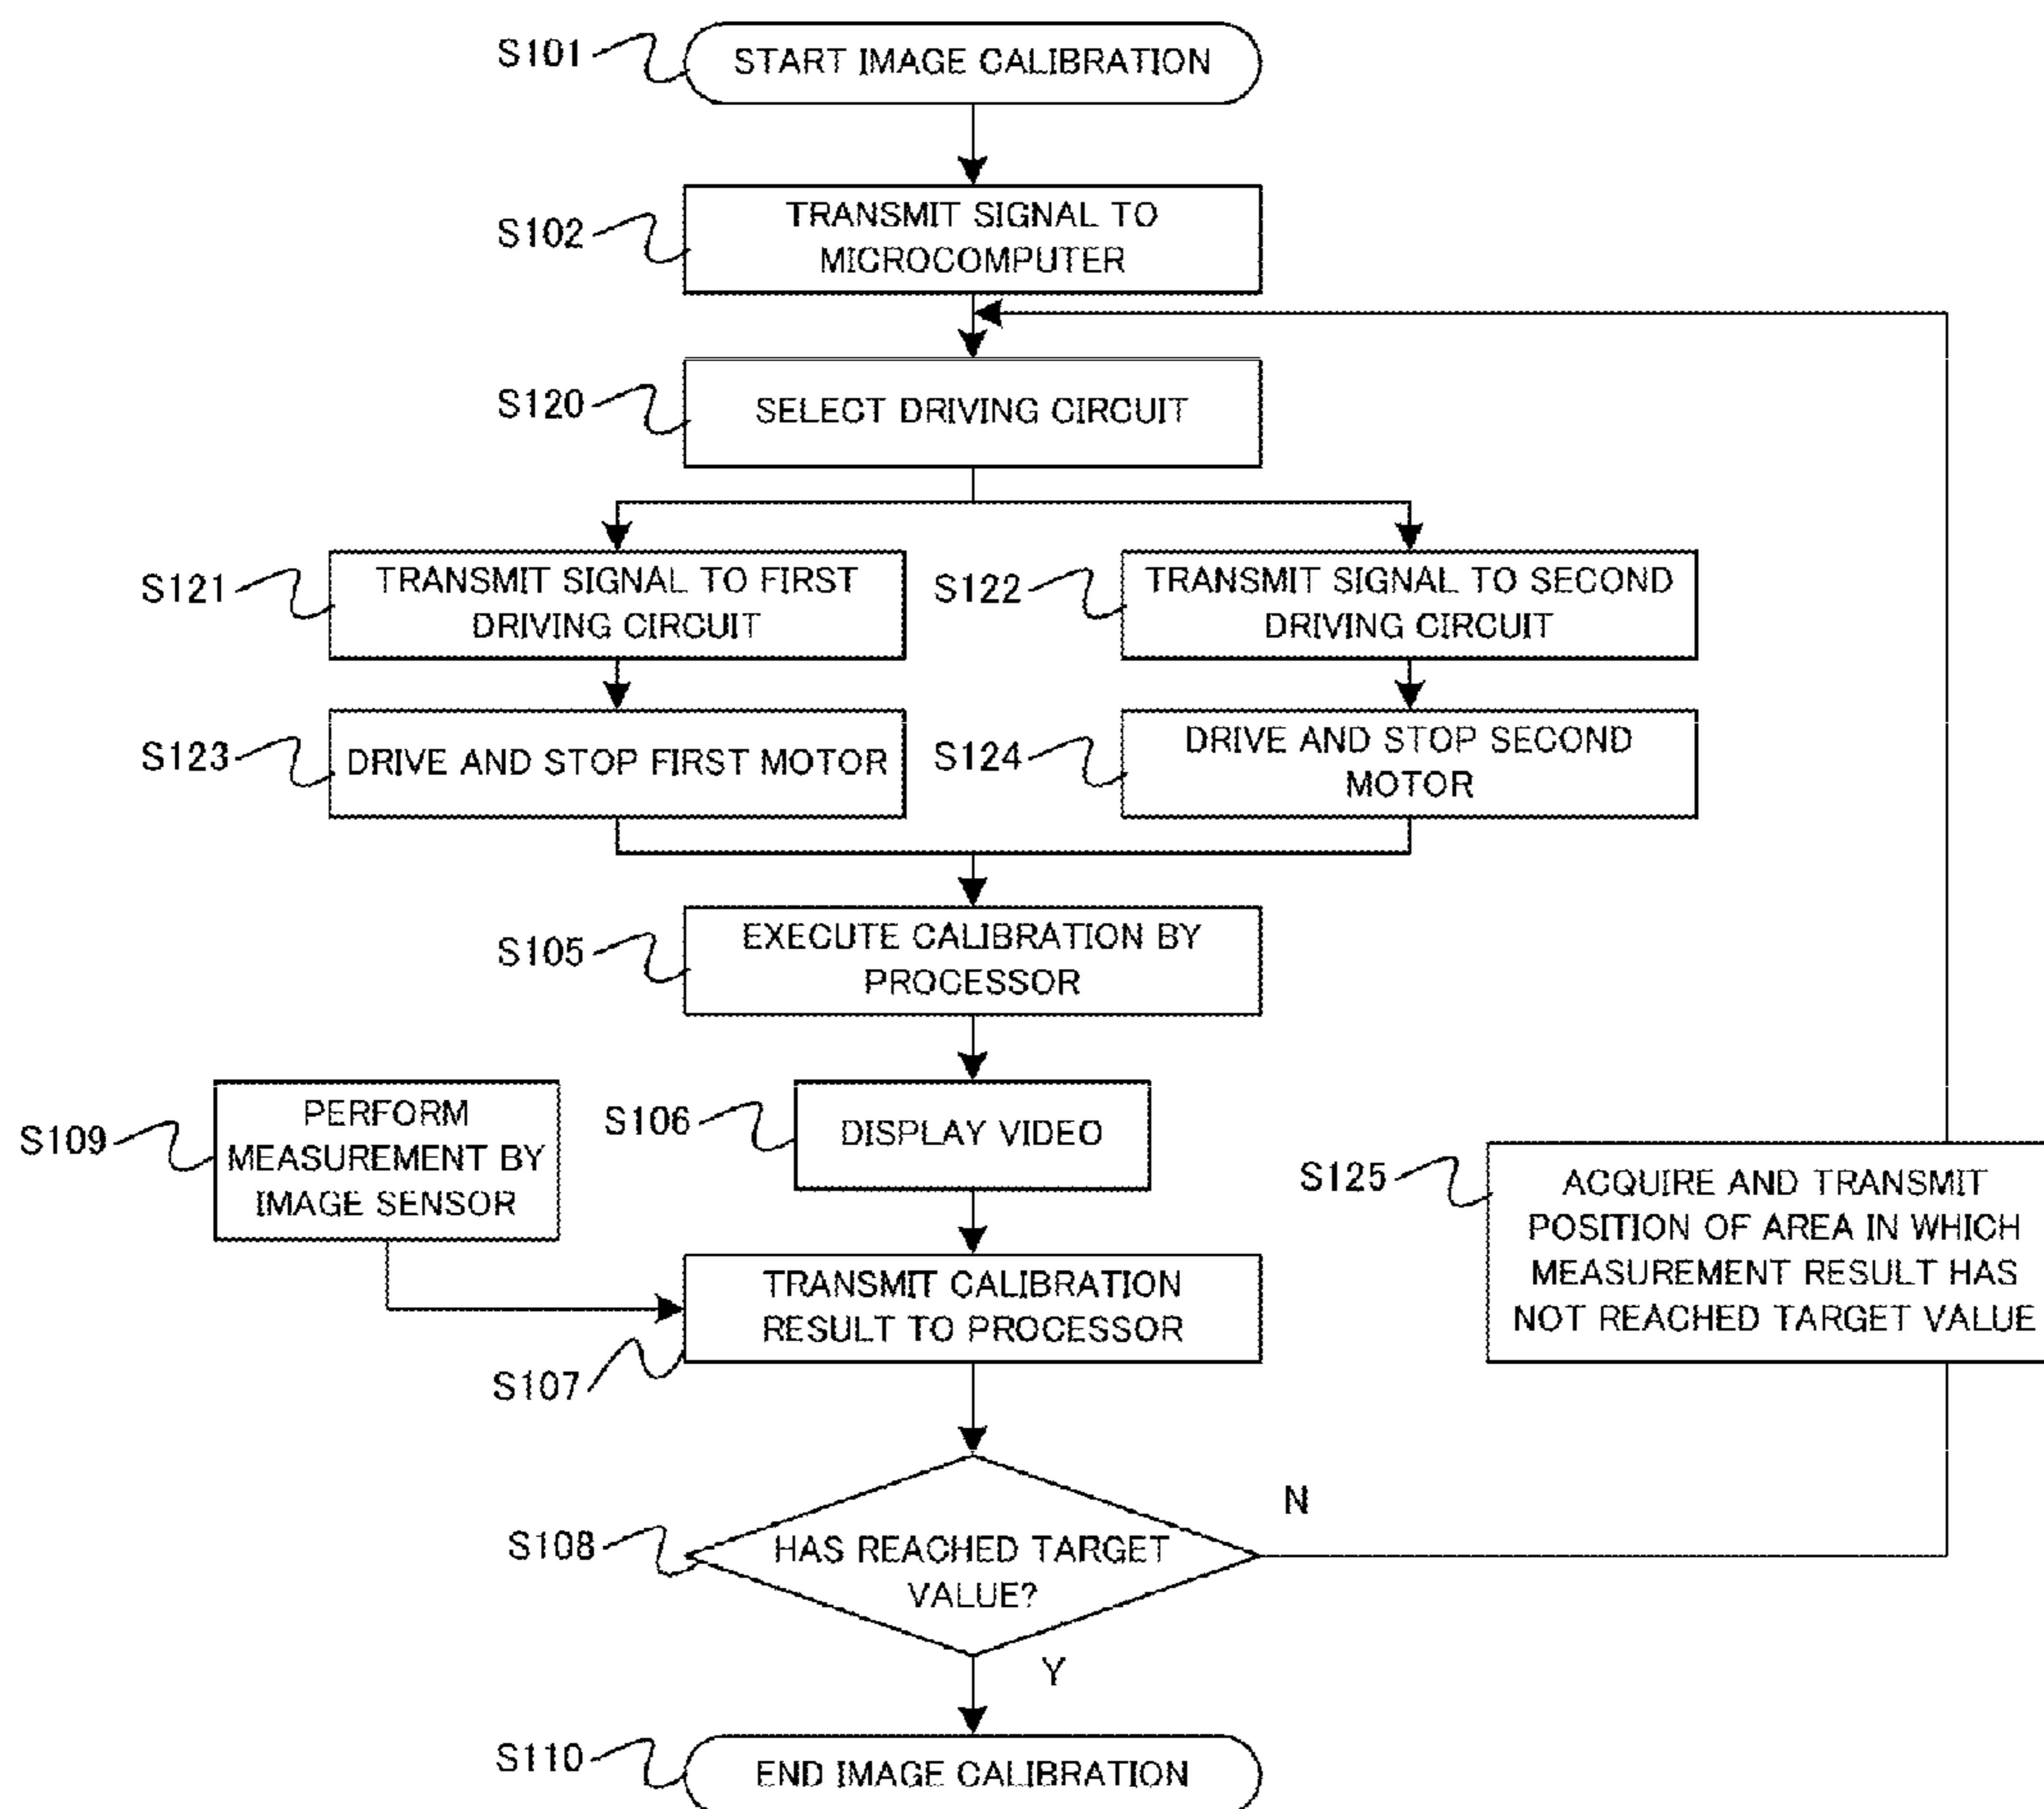 S101
START IMAGE CALIBRATION
S102
TRANSMIT SIGNAL TO
MICROCOMPUTER
S120
SELECT DRIVING CIRCUIT
S121
TRANSMIT SIGNAL TO FIRST
DRIVING CIRCUIT
S122
TRANSMIT SIGNAL TO SECOND
DRIVING CIRCUIT
S123
DRIVE AND STOP FIRST MOTOR
S124
DRIVE AND STOP SECOND
MOTOR
S105
EXECUTE CALIBRATION BY
PROCESSOR
S109
PERFORM
MEASUREMENT BY
IMAGE SENSOR
S106
DISPLAY VIDEO
S125
ACQUIRE AND TRANSMIT
POSITION OF AREA IN WHICH
MEASUREMENT RESULT HAS
NOT REACHED TARGET VALUE
TRANSMIT CALIBRATION
RESULT TO PROCESSOR
S107
N
S108
HAS REACHED TARGET
VALUE?
Y
S110
END IMAGE CALIBRATION